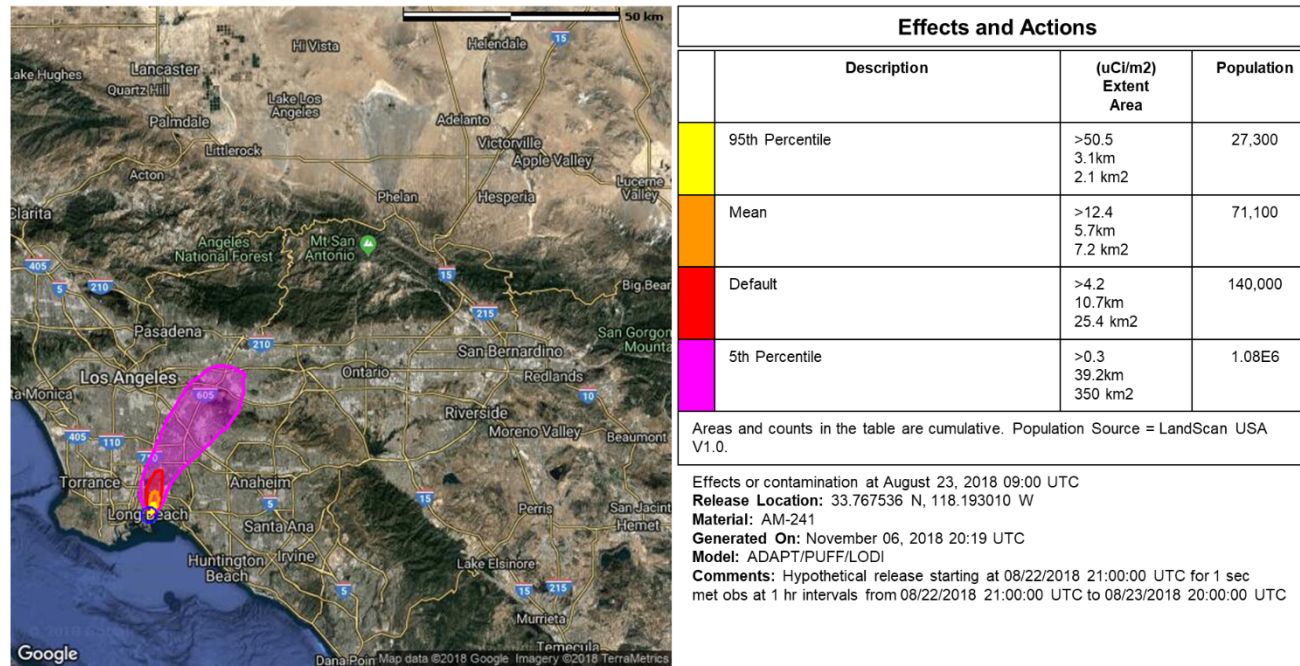 50 km
Hi Vista
Helendale
15
Lake Hughes
Lancaster
Quartz Hill
Lake Los
Angeles
Adelanto
Palmdale
Victorville
Littlerock
Apple Valley
Acton
Lucerne
Valley
Phelan
Hesperia
Clarita
Angeles
National Forest
Mt San
Antonio
405
5
210
15
Big Bear
215
Pasadena
210
San Bernardino
San Gorgon
Mounta
Los Angeles
Ontario
Redlands
ta Monica
605
10
Riverside
405
110
Moreno Valley
Beaumont
710
Torrance
Anaheim
15
Long Beach
5
Perris
San Jacint
Hemet
Santa Ana
Huntington
Beach
Irvine
Lake Elsinore
5
15
215
Murrieta
Temecula
Google
Dana Poin
Map data ©2018 Google Imagery ©2018 TerraMetrics
Effects and Actions
Description
(uCi/m2)
Extent
Area
Population
95th Percentile
>50.5
3.1km
2.1 km2
27,300
Mean
>12.4
5.7km
7.2 km2
71,100
Default
>4.2
10.7km
25.4 km2
140,000
5th Percentile
>0.3
39.2km
350 km2
1.08E6
Areas and counts in the table are cumulative. Population Source = LandScan USA
V1.0.
Effects or contamination at August 23, 2018 09:00 UTC
Release Location: 33.767536 N, 118.193010 W
Material: AM-241
Generated On: November 06, 2018 20:19 UTC
Model: ADAPT/PUFF/LODI
Comments: Hypothetical release starting at 08/22/2018 21:00:00 UTC for 1 sec
met obs at 1 hr intervals from 08/22/2018 21:00:00 UTC to 08/23/2018 20:00:00 UTC